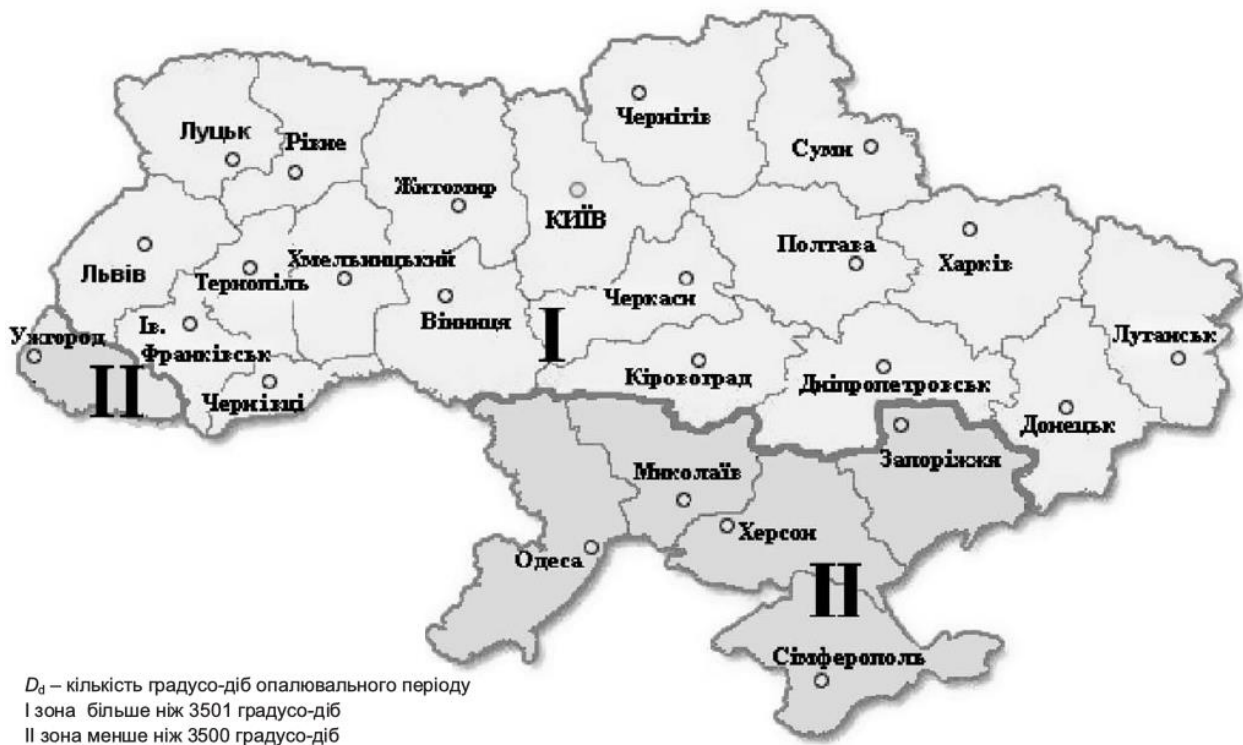 Чернігів
Луцьк
Рівне
Суми
Житомир
КИЇВ
Полтава
Харків
Львів
Тернопіль
Хмельницький
Черкаси
Вінниця
I
Ужгород
Ів.
Франківськ
Лутанськ
II
Чернівці
Кіровоград
Дніпропетровськ
Донецьк
Запоріжжя
Миколаїв
Херсон
Одеса
II
Сімферополь
Dd – кількість градусо-діб опалювального періоду
I зона більше ніж 3501 градусо-діб
II зона менше ніж 3500 градусо-діб